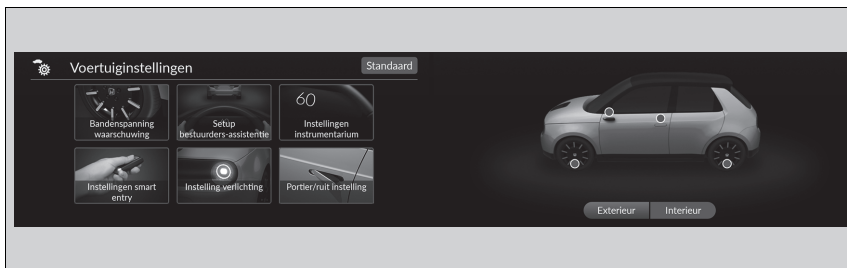 Voertuiginstellingen
Standaard
60
Bandenspanning
waarschuwing
Setup
bestuurders-assistentie
Instellingen
instrumentarium
Instellingen smart
entry
Instelling verlichting
Portier/ruit instelling
Exterieur
Interieur